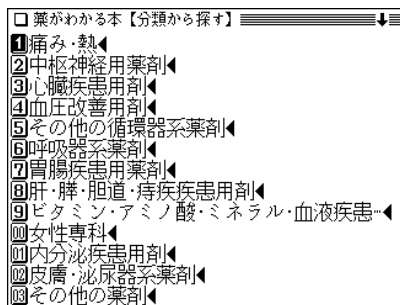 薬がわかる本【分類から探す】
1痛み・熱
2中枢神経用薬剤
3心臓疾患用剤
4血圧改善用剤
5その他の循環器系薬剤
6呼吸器系薬剤
7胃腸疾患用薬剤
8肝・膵・胆道・痔疾疾患用剤
9ビタミン・アミノ酸・ミネラル・血液疾患…
00女性専科
01内分泌疾患用剤
02皮膚・泌尿器系薬剤
03その他の薬剤